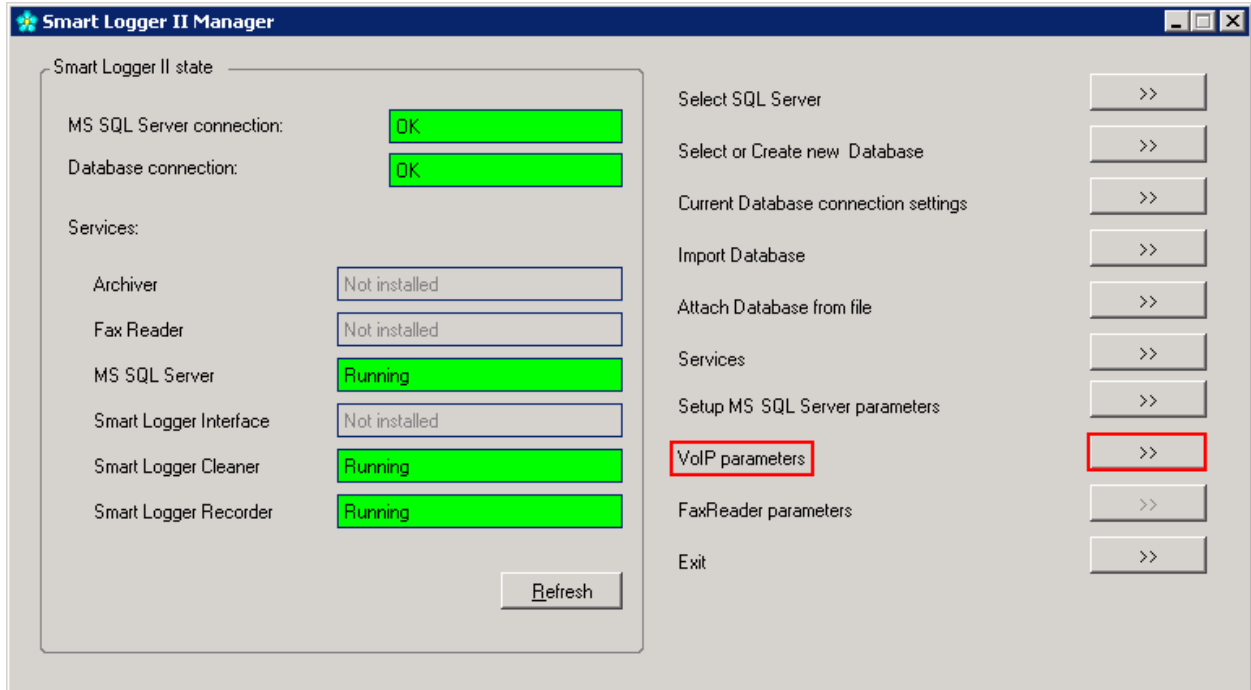 Smart Logger II Manager
Smart Logger II state
MS SQL Server connection: OK
Database connection: OK
Services:
Archiver Not installed
Fax Reader Not installed
MS SQL Server Running
Smart Logger Interface Not installed
Smart Logger Cleaner Running
Smart Logger Recorder Running
Refresh
Select SQL Server >>
Select or Create new Database >>
Current Database connection settings >>
Import Database >>
Attach Database from file >>
Services >>
Setup MS SQL Server parameters >>
VoIP parameters >>
FaxReader parameters >>
Exit >>